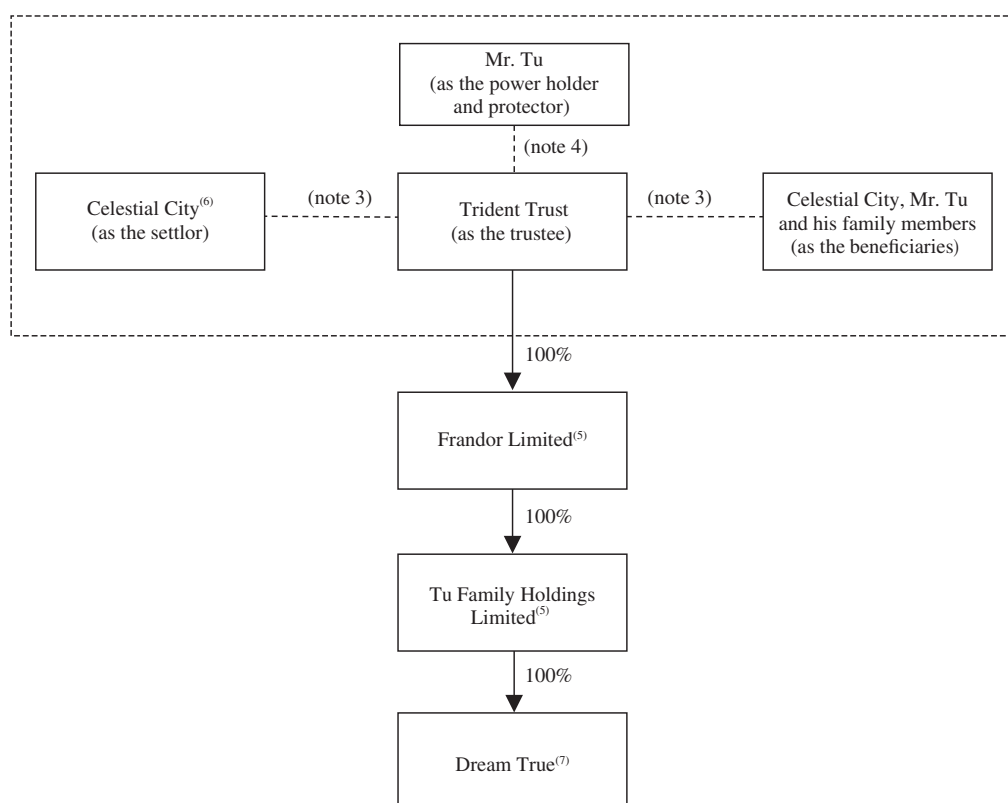 Mr. Tu
(as the power holder
and protector)
(note 4)
Celestial City(6)
(as the settlor)
(note 3)
Trident Trust
(as the trustee)
(note 3)
Celestial City, Mr. Tu
and his family members
(as the beneficiaries)
100%
Frandor Limited(5)
100%
Tu Family Holdings
Limited(5)
100%
Dream True(7)